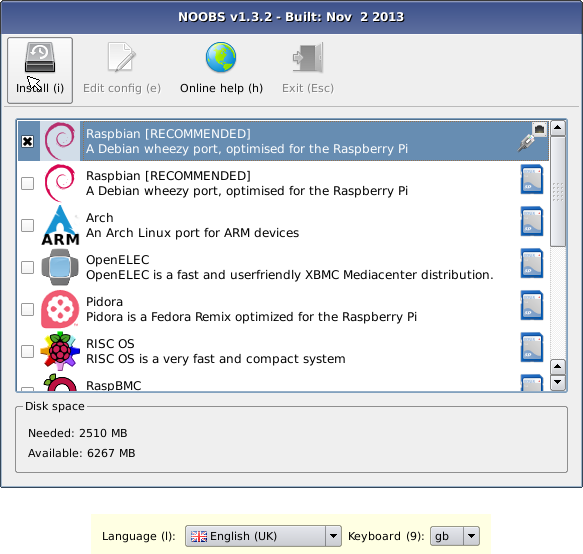 NOOBS v1.3.2 - Built: Nov  2 2013
Install (i)
Edit config (e)
Online help (h)
Exit (Esc)
Raspbian [RECOMMENDED]
A Debian wheezy port, optimised for the Raspberry Pi
Raspbian [RECOMMENDED]
A Debian wheezy port, optimised for the Raspberry Pi
ARM
Arch
An Arch Linux port for ARM devices
OpenELEC
OpenELEC is a fast and userfriendly XBMC Mediacenter distribution.
Pidora
Pidora is a Fedora Remix optimized for the Raspberry Pi
RISC OS
RISC OS is a very fast and compact system
RaspBMC
Disk space
Needed: 2510 MB
Available: 6267 MB
Language (l): English (UK) Keyboard (9): gb